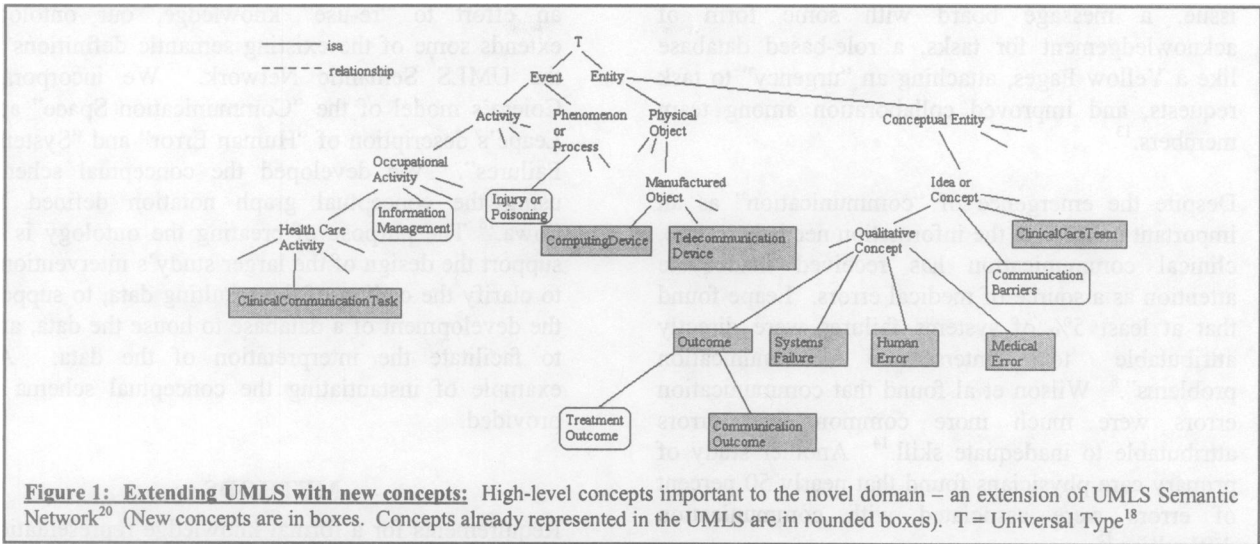 isa
relationship
T
Event
Entity
Activity
Phenomenon
or
Process
Physical
Object
Conceptual Entity
Occupational
Activity
Injury or
Poisoning
Information
Management
Manufactured
Object
Idea or
Concept
Health Care
Activity
ComputingDevice
Telecommunication
Device
Qualitative
Concept
ClinicalCareTeam
Communication
Barriers
ClinicalCommunicationTask
Outcome
Systems
Failure
Human
Error
Medical
Error
Treatment
Outcome
Communication
Outcome
Figure 1: Extending UMLS with new concepts: High-level concepts important to the novel domain – an extension of UMLS Semantic
Network20 (New concepts are in boxes. Concepts already represented in the UMLS are in rounded boxes). T = Universal Type18